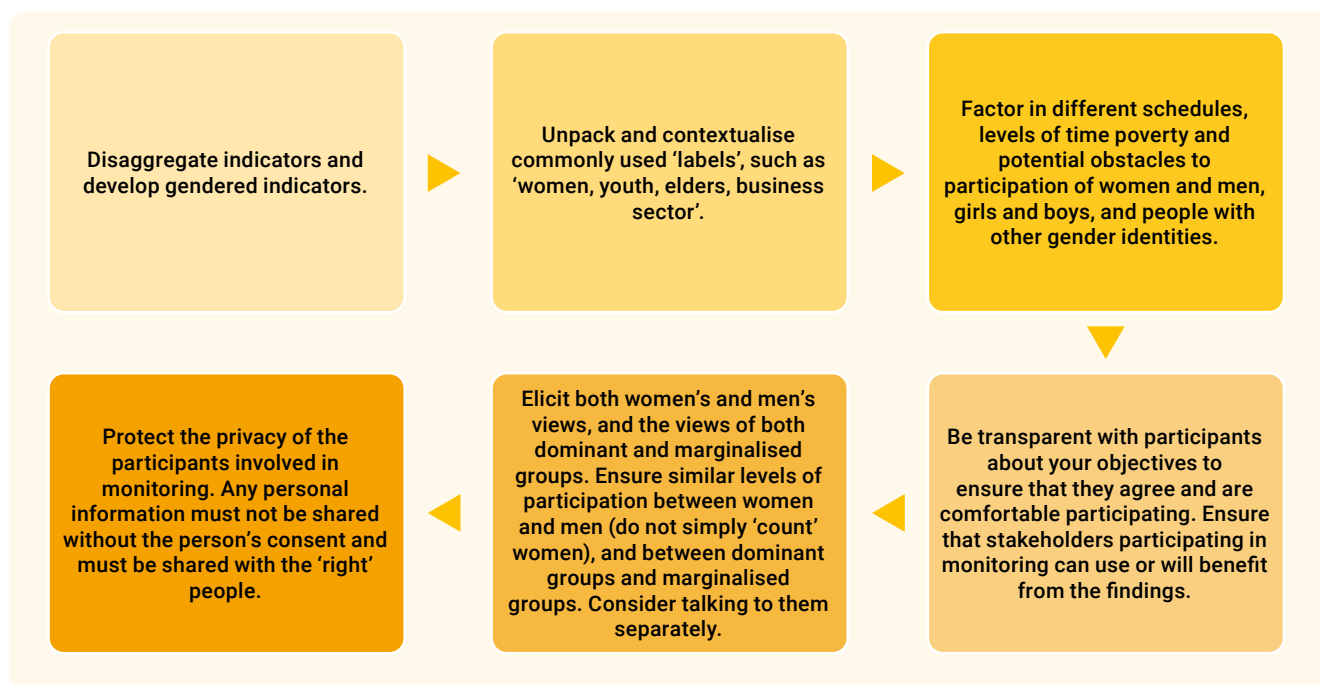 Disaggregate indicators and
develop gendered indicators.
Unpack and contextualise
commonly used ‘labels’, such as
‘women, youth, elders, business
sector’.
Factor in different schedules,
levels of time poverty and
potential obstacles to
participation of women and men,
girls and boys, and people with
other gender identities.
Be transparent with participants
about your objectives to
ensure that they agree and are
comfortable participating. Ensure
that stakeholders participating in
monitoring can use or will benefit
from the findings.
Elicit both women’s and men’s
views, and the views of both
dominant and marginalised
groups. Ensure similar levels of
participation between women
and men (do not simply ‘count’
women), and between dominant
groups and marginalised
groups. Consider talking to them
separately.
Protect the privacy of the
participants involved in
monitoring. Any personal
information must not be shared
without the person’s consent and
must be shared with the ‘right’
people.